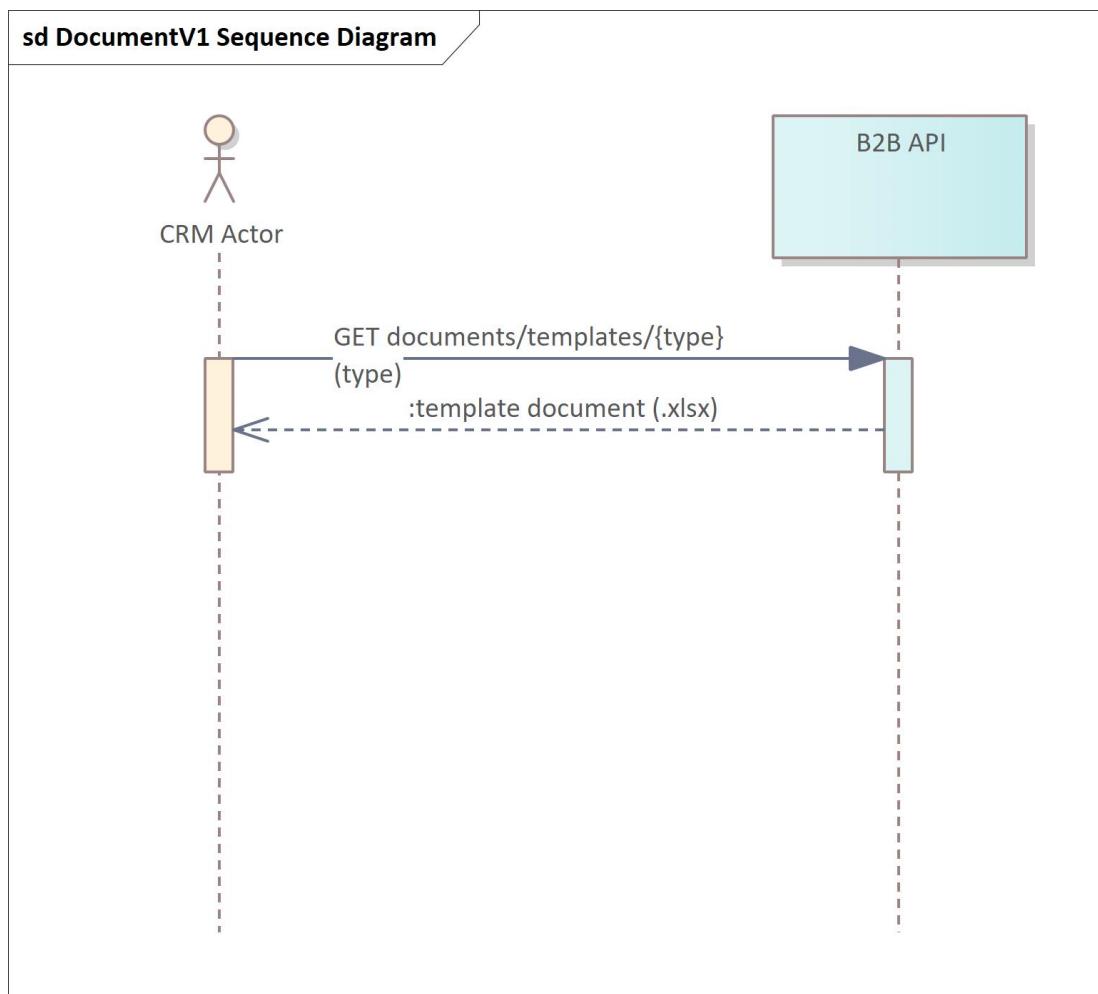 sd DocumentV1 Sequence Diagram
B2B API
CRM Actor
GET documents/templates/{type}
(type)
:template document (.xlsx)